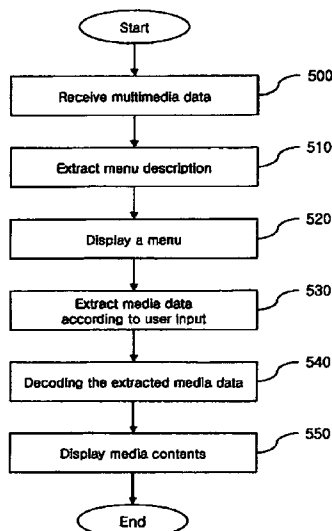 Start
500
Receive multimedia data
510
Extract menu description
520
Display a menu
530
Extract media data
according to user input
540
Decoding the extracted media data
550
Display media contents
End